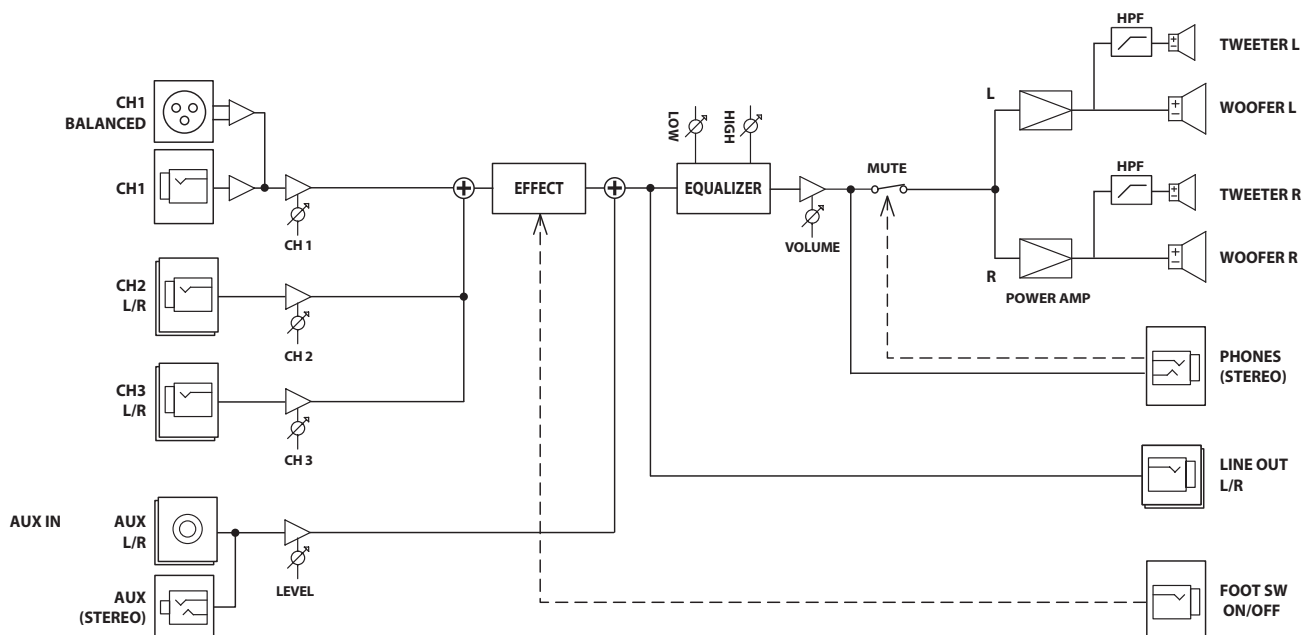 HPF
TWEETER L
L
WOOFER L
CH1
BALANCED
LOW
HIGH
CH1
EFFECT
EQUALIZER
MUTE
HPF
TWEETER R
CH 1
VOLUME
WOOFER R
R
POWER AMP
CH2
L/R
CH 2
PHONES
(STEREO)
CH3
L/R
CH 3
LINE OUT
L/R
AUX IN
AUX
L/R
LEVEL
AUX
(STEREO)
FOOT SW
ON/OFF